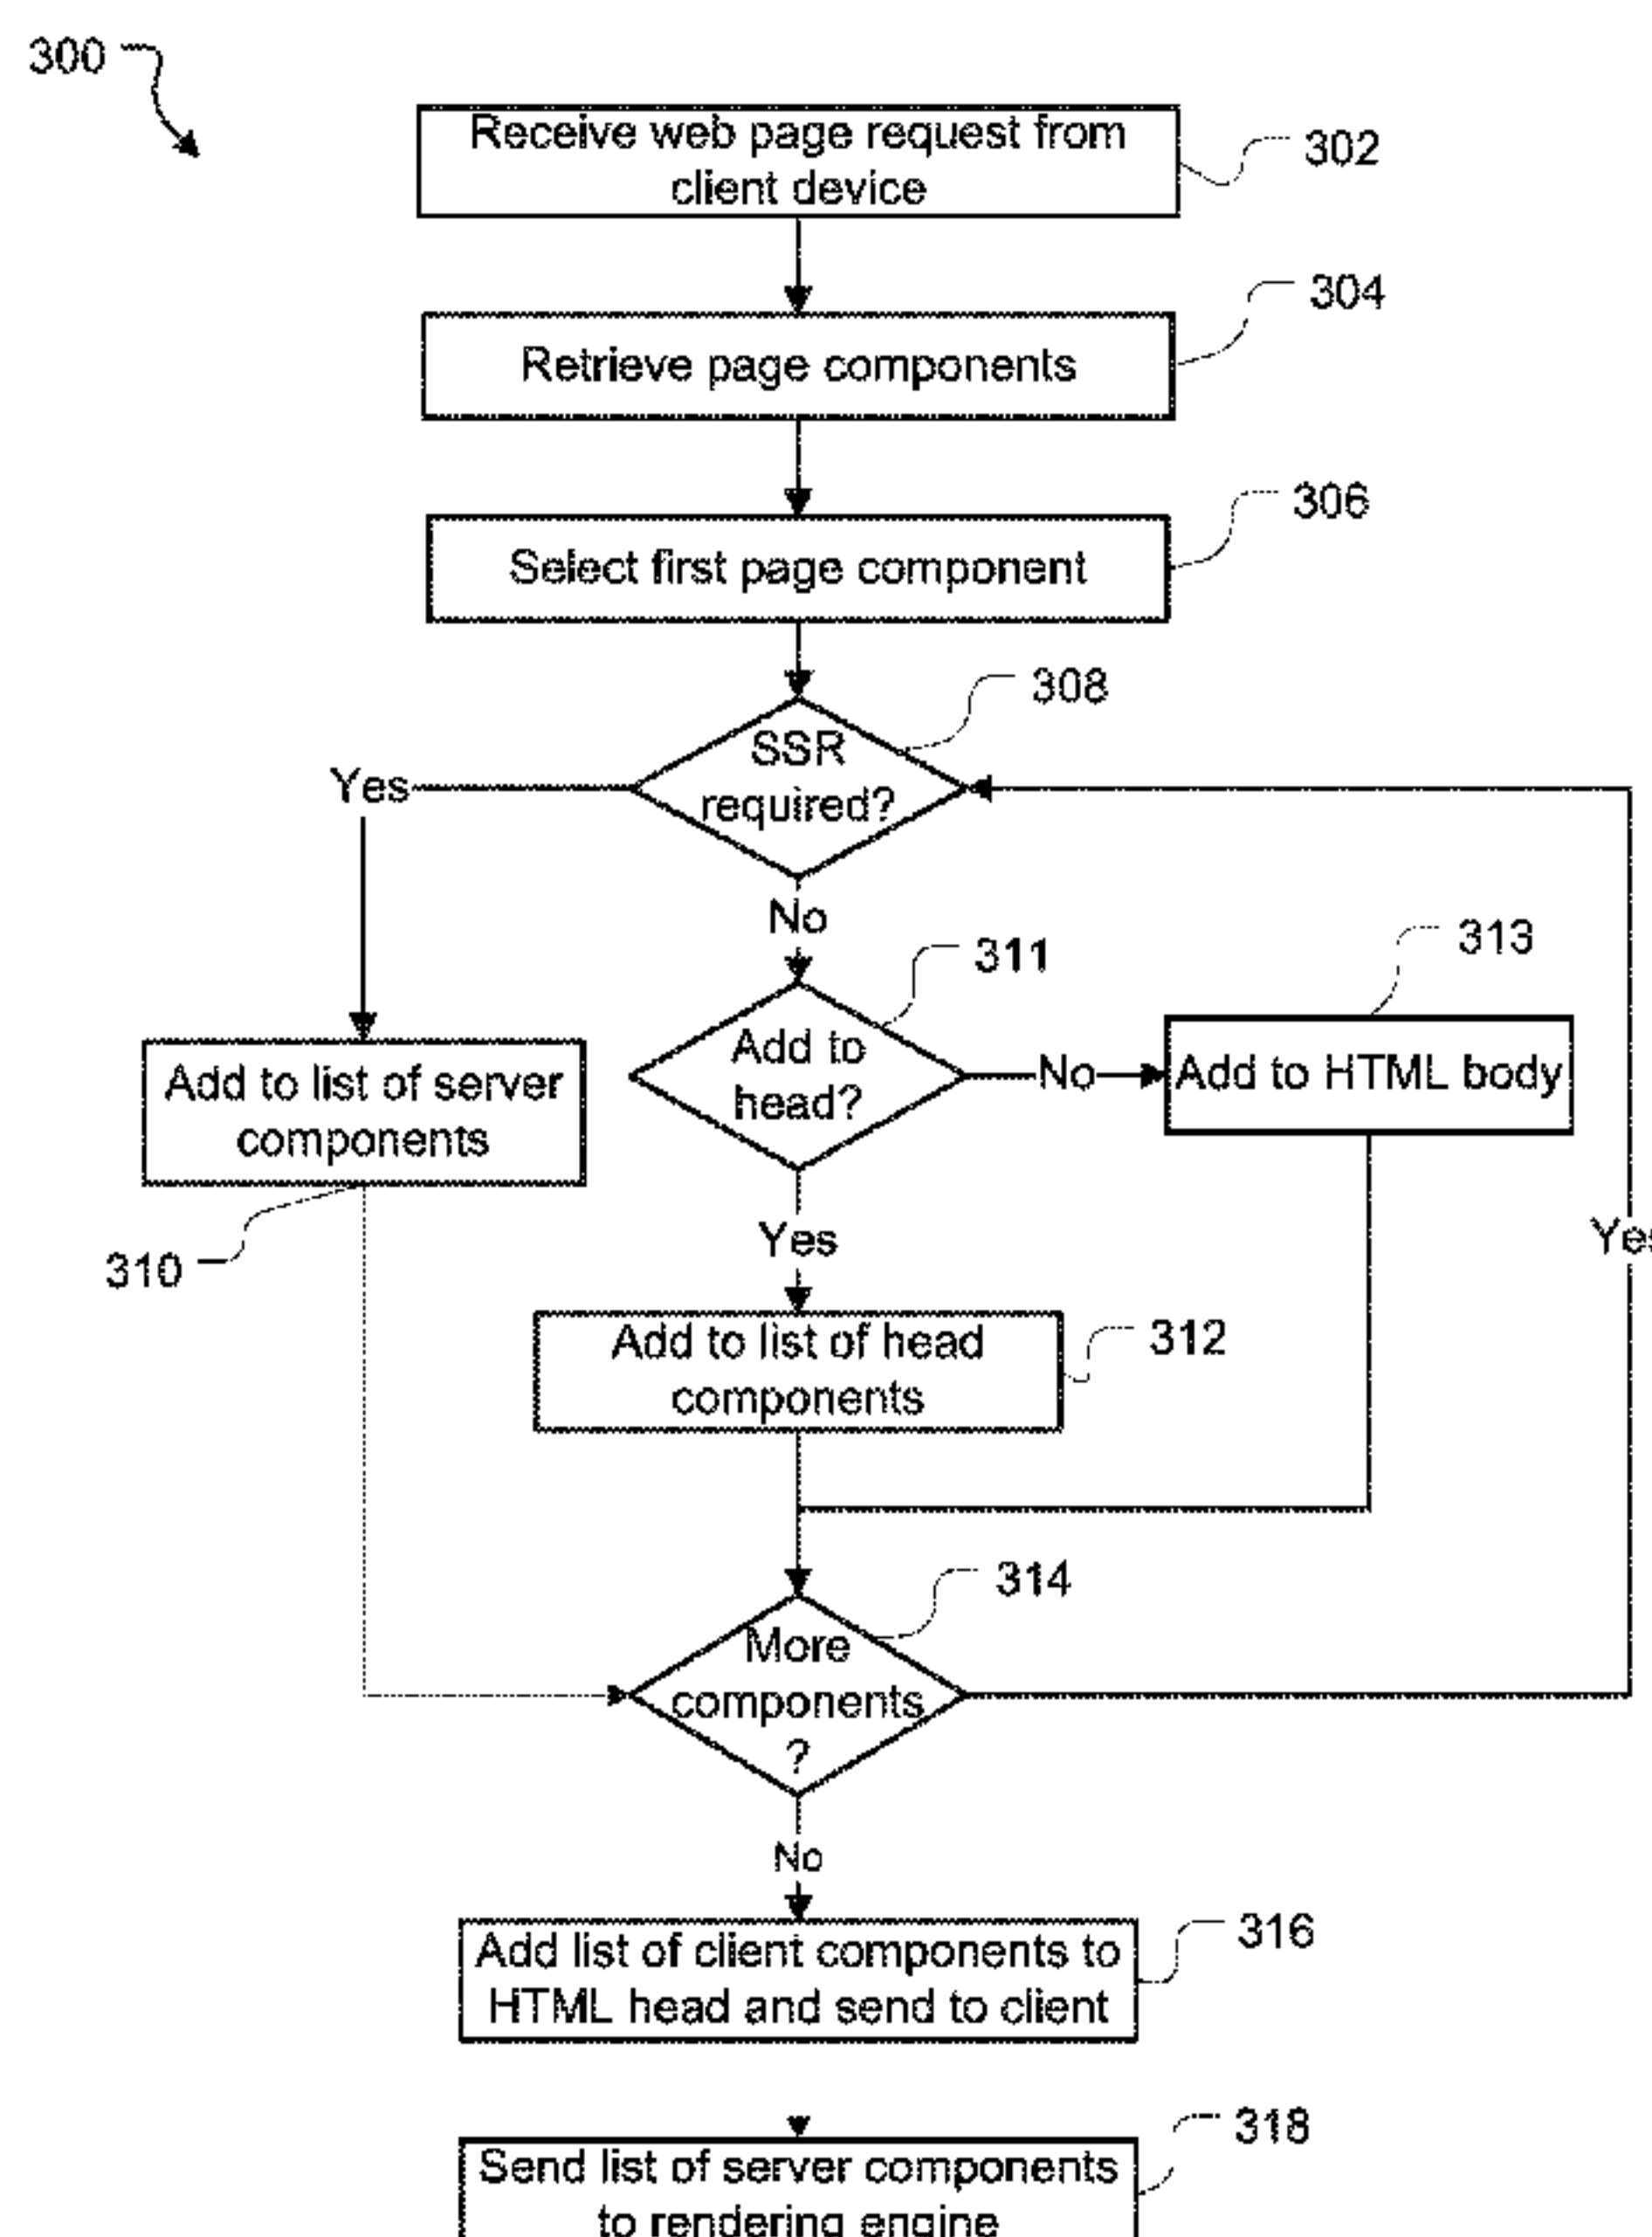 300
Receive web page request from
client device
302
304
Retrieve page components
306
Select first page component
308
SSR
required?
Yes
No
311
313
Add to
head?
No
Add to HTML body
Add to list of server
components
310
Yes
Yes
Add to list of head
components
312
314
More
components
?
No
316
Add list of client components to
HTML head and send to client
318
Send list of server components
to rendering engine